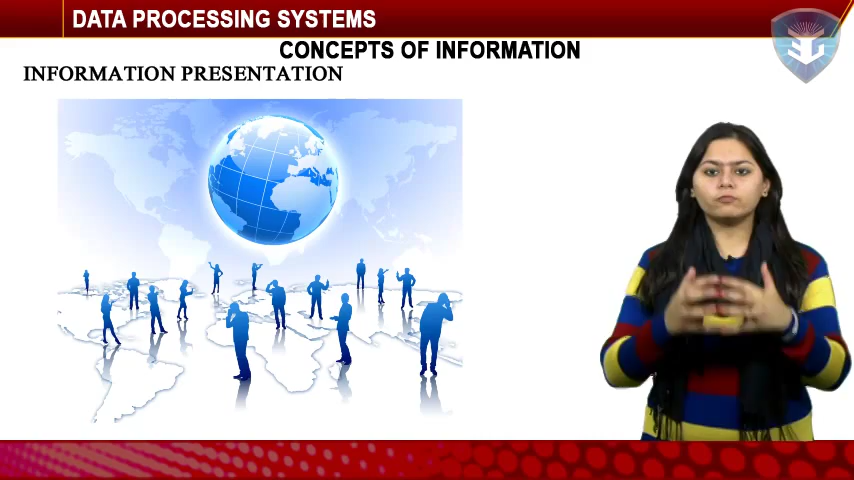 DATA PROCESSING SYSTEMS
CONCEPTS OF INFORMATION
INFORMATION PRESENTATION